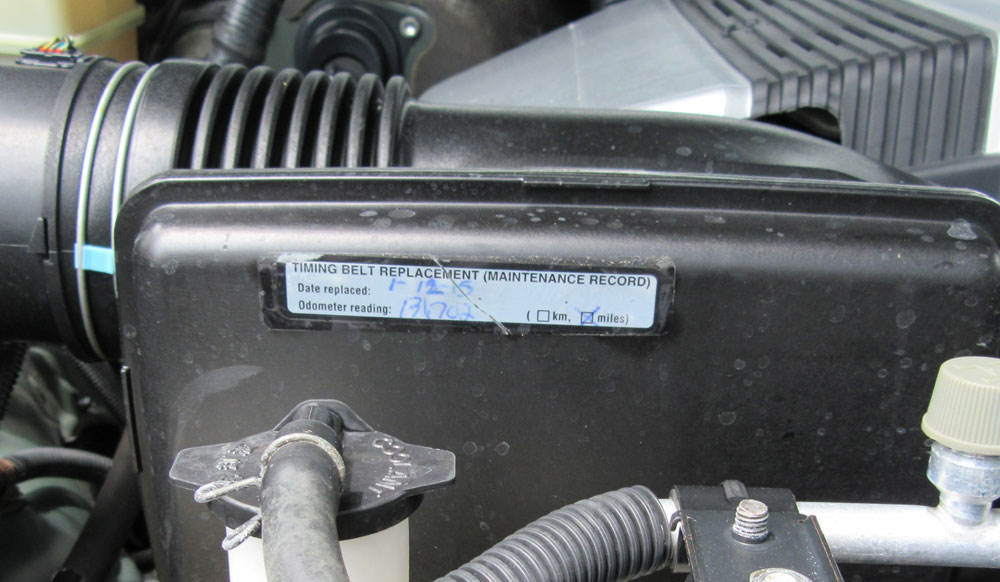 TIMING BELT REPLACEMENT (MAINTENANCE RECORD)
Date replaced: 1-12-15
Odometer reading: 131702 ( □km, ☒miles)
COOLANT